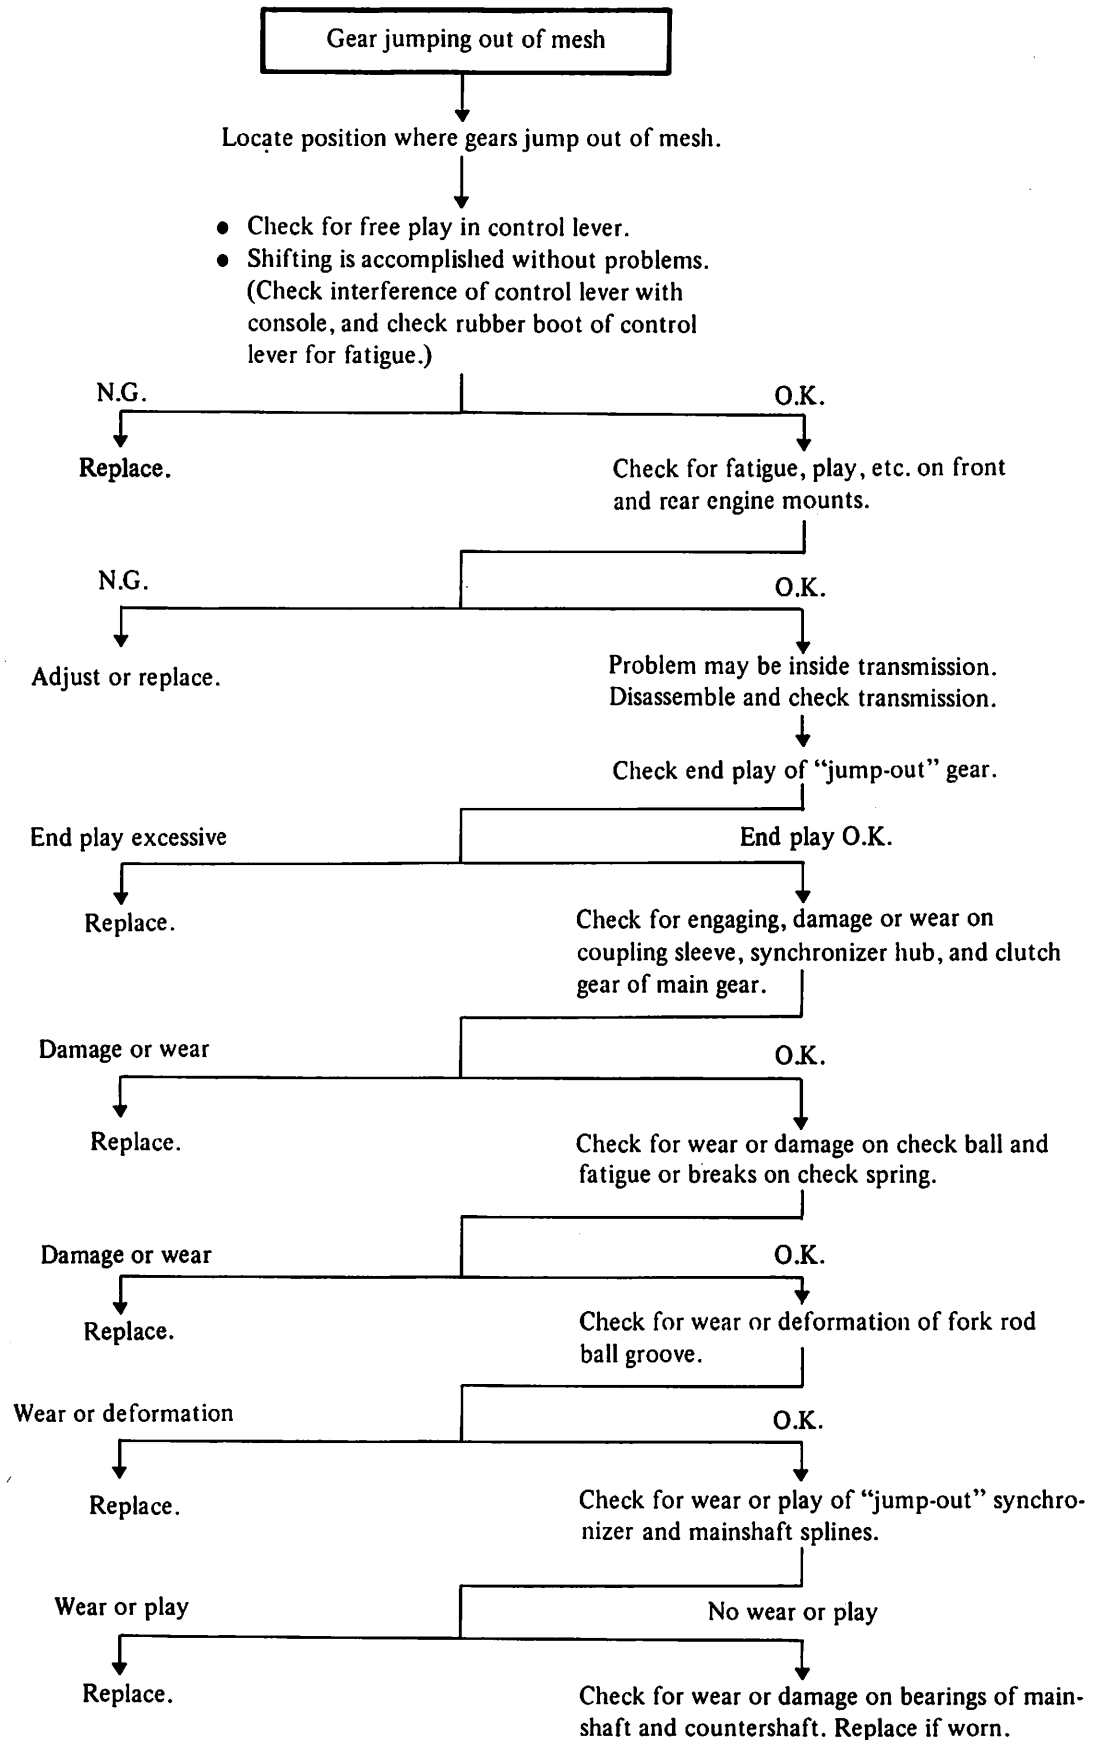 Gear jumping out of mesh
Locate position where gears jump out of mesh.
• Check for free play in control lever.
• Shifting is accomplished without problems.
(Check interference of control lever with
console, and check rubber boot of control
lever for fatigue.)
N.G.
O.K.
Replace.
Check for fatigue, play, etc. on front
and rear engine mounts.
N.G.
O.K.
Adjust or replace.
Problem may be inside transmission.
Disassemble and check transmission.
Check end play of “jump-out” gear.
End play excessive
End play O.K.
Replace.
Check for engaging, damage or wear on
coupling sleeve, synchronizer hub, and clutch
gear of main gear.
Damage or wear
O.K.
Replace.
Check for wear or damage on check ball and
fatigue or breaks on check spring.
Damage or wear
O.K.
Replace.
Check for wear or deformation of fork rod
ball groove.
Wear or deformation
O.K.
Replace.
Check for wear or play of “jump-out” synchro-
nizer and mainshaft splines.
Wear or play
No wear or play
Replace.
Check for wear or damage on bearings of main-
shaft and countershaft. Replace if worn.